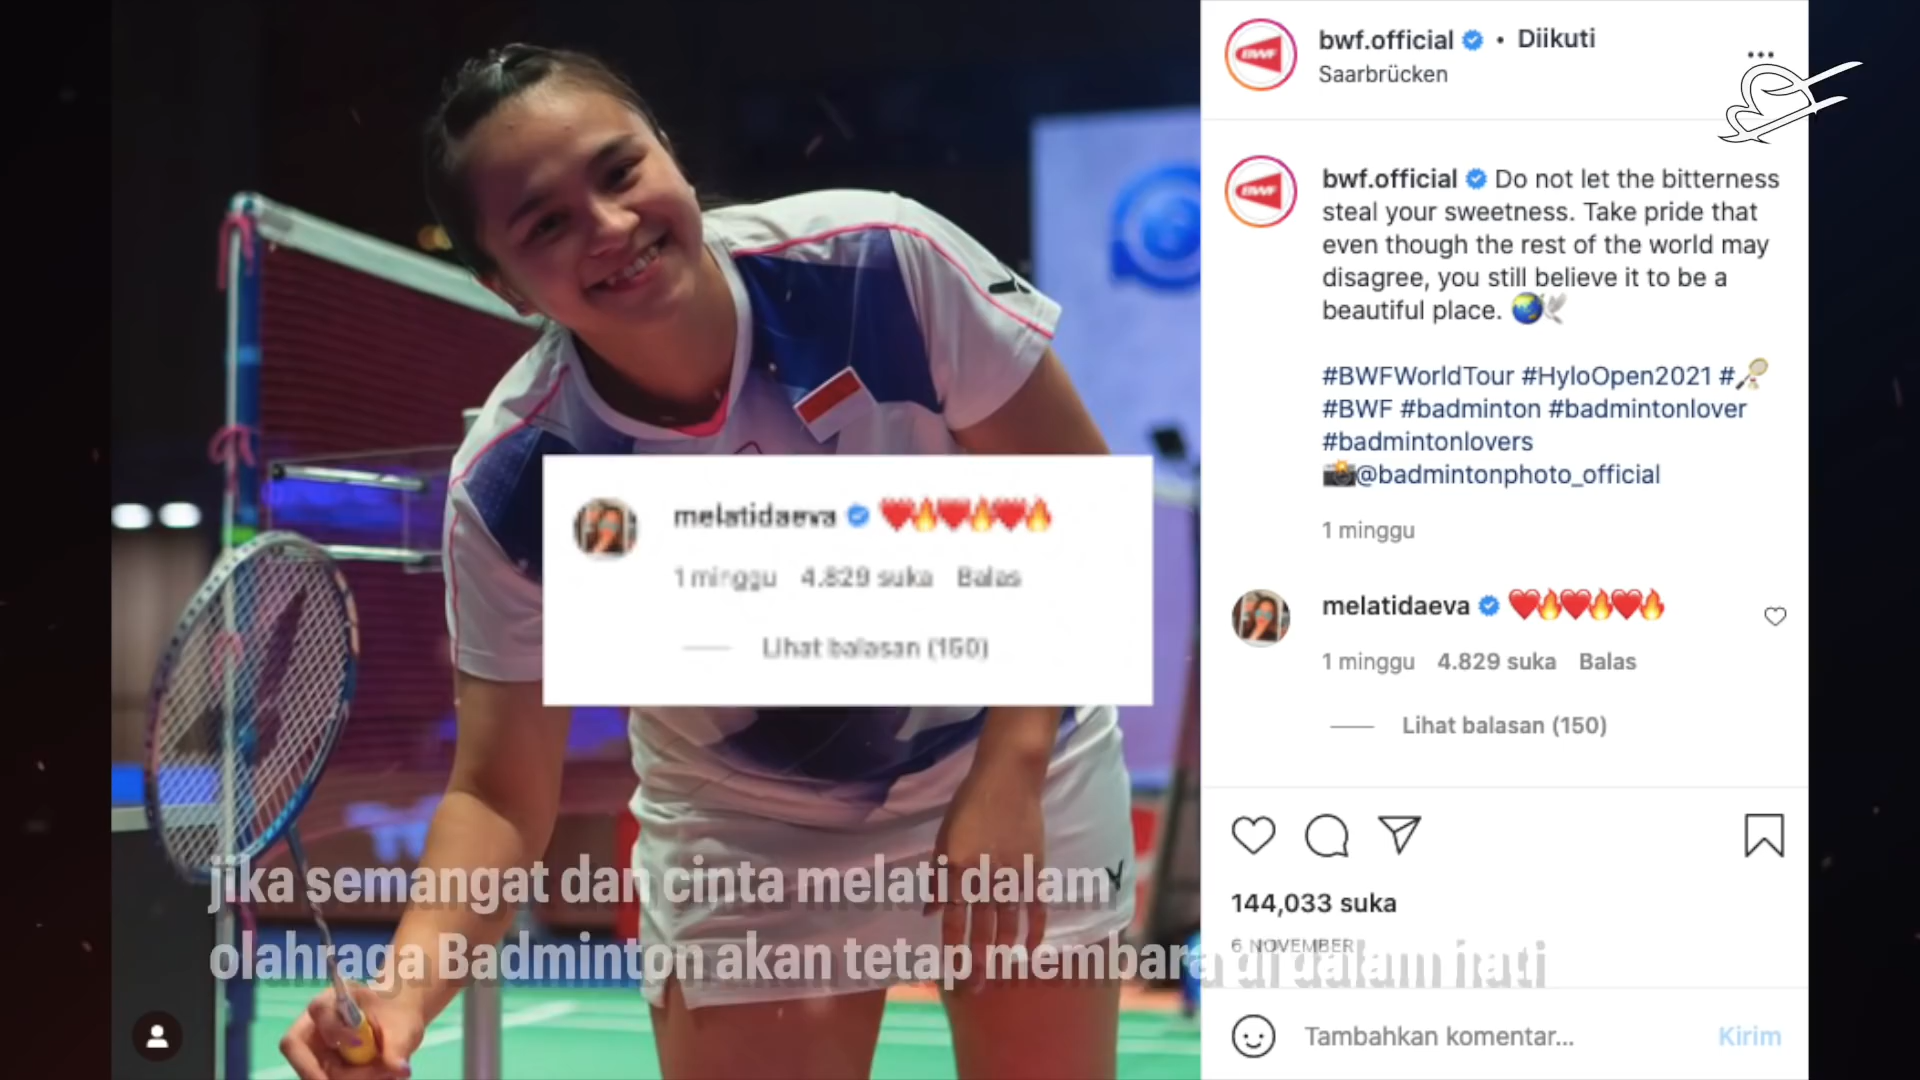 bwf.official • Diikuti
Saarbrücken
BWF
bwf.official Do not let the bitterness
steal your sweetness. Take pride that
even though the rest of the world may
disagree, you still believe it to be a
beautiful place. 🌏🕊
BWF
#BWFWorldTour #HyloOpen2021 #🏸
#BWF #badminton #badmintonlover
#badmintonlovers
📸@badmintonphoto_official
1 minggu
melatidaeva ❤️🔥❤️🔥❤️🔥
1 minggu 4.829 suka Balas
Lihat balasan (150)
melatidaeva ❤️🔥❤️🔥❤️🔥
1 minggu 4.829 suka Balas
Lihat balasan (150)
144,033 suka
6 NOVEMBER
jika semangat dan cinta melati dalam
olahraga Badminton akan tetap membara di dalam hati
Tambahkan komentar... Kirim